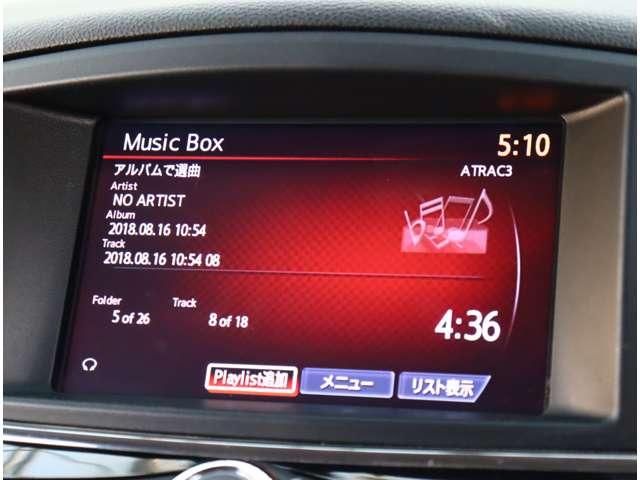 Music Box
5:10
アルバムで選曲
ATRAC3
Artist
NO ARTIST
Album
2018.08.16 10:54
Track
2018.08.16 10:54 08
Folder
Track
5 of 26
8 of 18
4:36
Playlist追加
メニュー
リスト表示